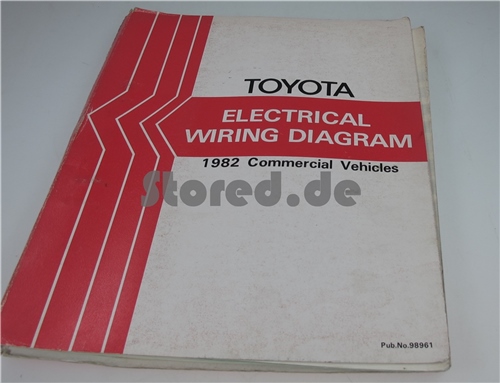 TOYOTA
ELECTRICAL
WIRING DIAGRAM
1982 Commercial Vehicles
Stored.de
Pub.No.98961